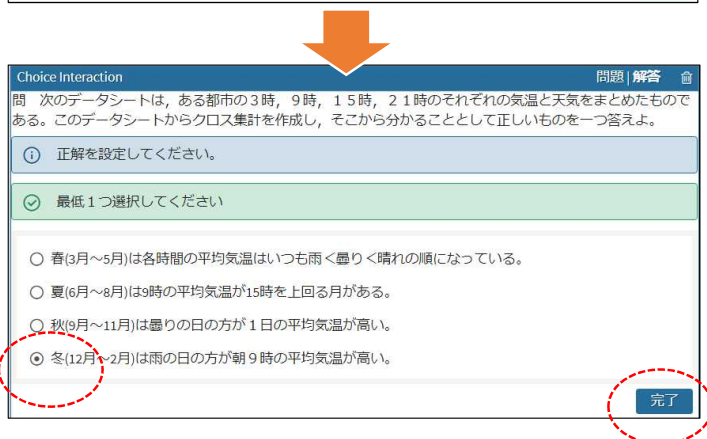 Choice Interaction 問題|解答
問 次のデータシートは，ある都市の３時，９時，１５時，２１時のそれぞれの気温と天気をまとめたもので
ある。このデータシートからクロス集計を作成し，そこから分かることとして正しいものを一つ答えよ。
正解を設定してください。
最低１つ選択してください
春(3月～5月)は各時間の平均気温はいつも雨＜曇り＜晴れの順になっている。
夏(6月～8月)は9時の平均気温が15時を上回る月がある。
秋(9月～11月)は曇りの日の方が１日の平均気温が高い。
冬(12月～2月)は雨の日の方が朝９時の平均気温が高い。
完了